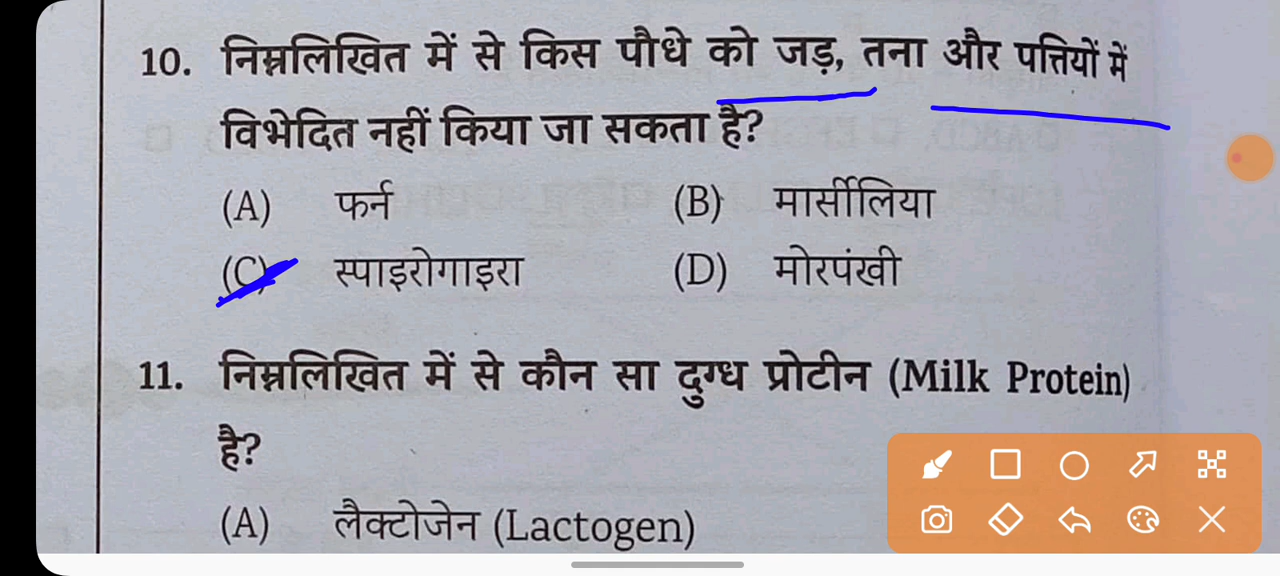 10. निम्नलिखित में से किस पौधे को जड़, तना और पत्तियों में
विभेदित नहीं किया जा सकता है?
(A) फर्न (B) मार्सीलिया
(C) स्पाइरोगाइरा (D) मोरपंखी
11. निम्नलिखित में से कौन सा दुग्ध प्रोटीन (Milk Protein)
है?
(A) लैक्टोजेन (Lactogen)